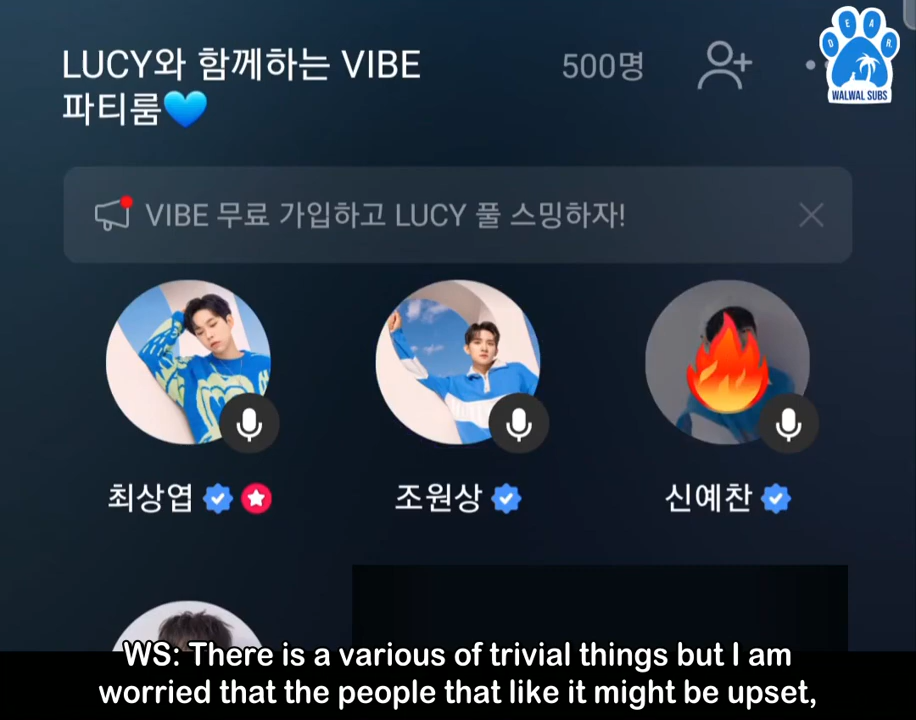 LUCY와 함께하는 VIBE
파티룸💙
500명
DEAR.
WALWAL SUBS
VIBE 무료 가입하고 LUCY 풀 스밍하자!
최상엽
조원상
신예찬
WS: There is a various of trivial things but I am
worried that the people that like it might be upset,